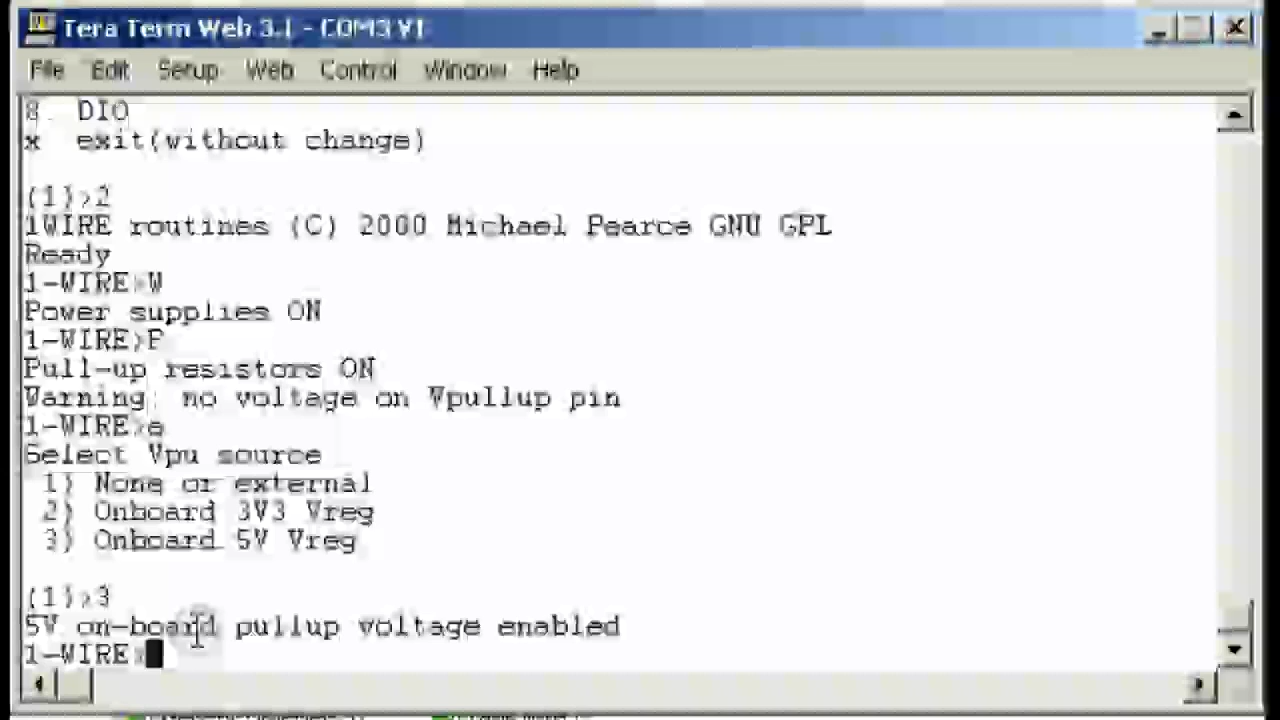 Tera Term Web 3.1 - COM3 VT
File Edit Setup Web Control Window Help
8. DIO
x exit(without change)
(1)>2
1WIRE routines (C) 2000 Michael Pearce GNU GPL
Ready
1-WIRE>W
Power supplies ON
1-WIRE>P
Pull-up resistors ON
Warning: no voltage on Vpullup pin
1-WIRE>e
Select Vpu source
1) None or external
2) Onboard 3V3 Vreg
3) Onboard 5V Vreg
(1)>3
5V on-board pullup voltage enabled
1-WIRE>